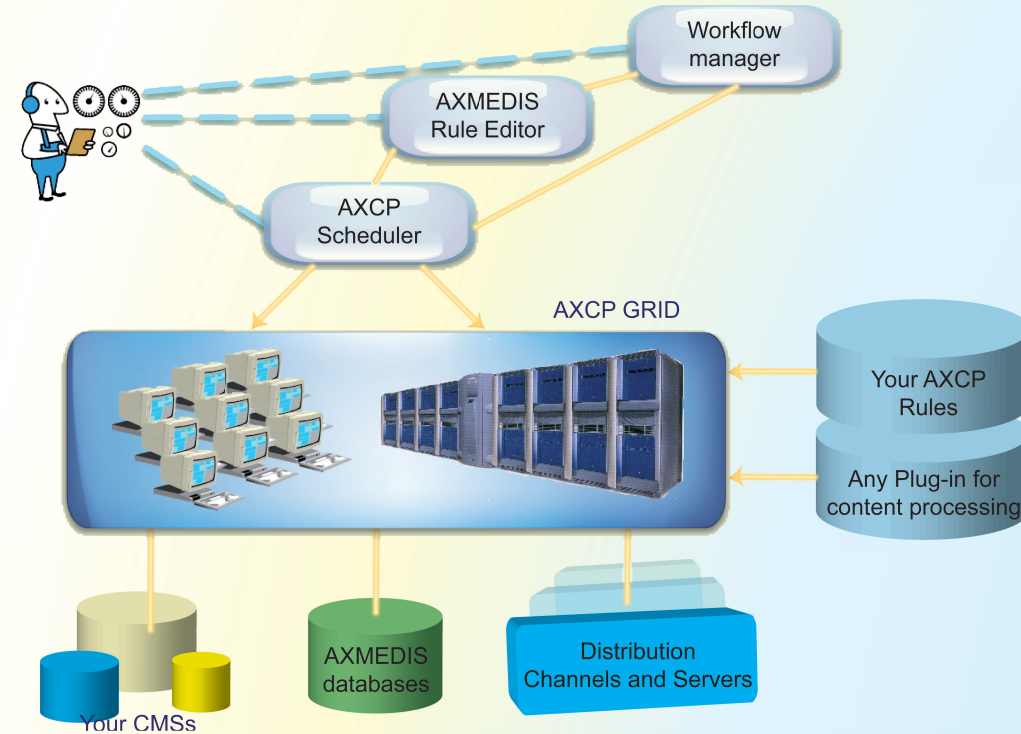 Workflow
manager
AXMEDIS
Rule Editor
AXCP
Scheduler
AXCP GRID
Your AXCP
Rules
Any Plug-in for
content processing
AXMEDIS
databases
Distribution
Channels and Servers
Your CMSs